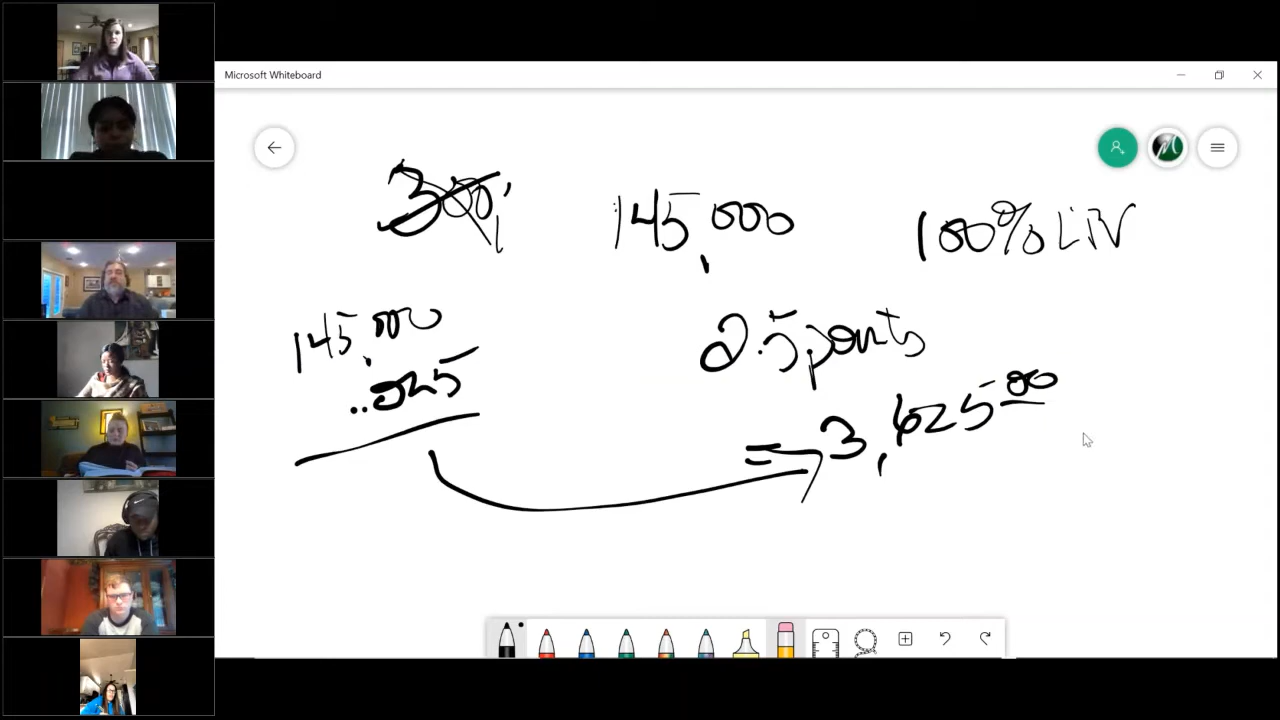 Microsoft Whiteboard
300,
145,000
100% LTV
145,000
.025
2.5 points
= 3,625 00